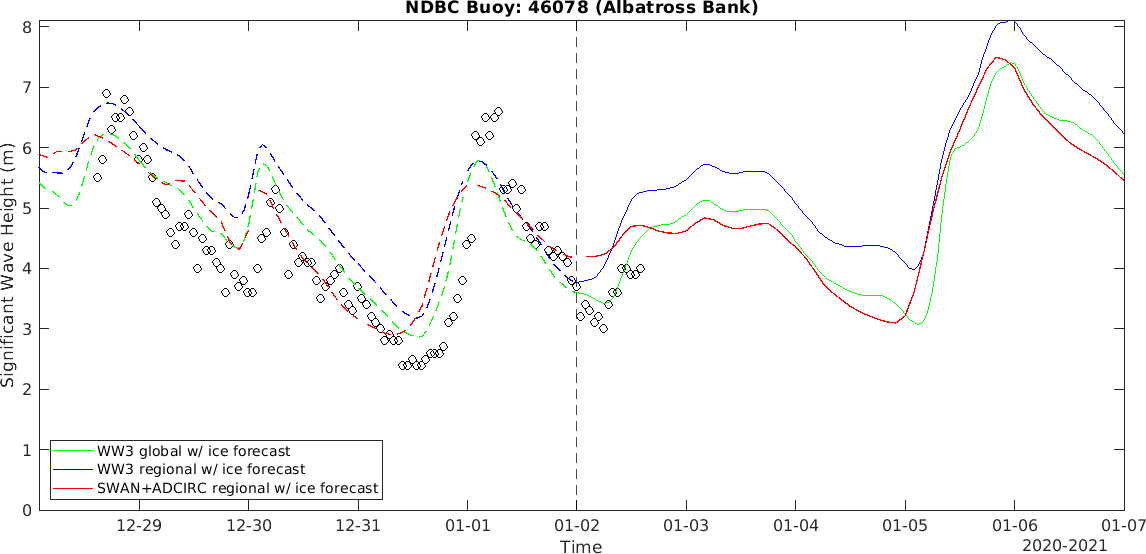 NDBC Buoy: 46078 (Albatross Bank)
Significant Wave Height (m)
8
7
6
5
4
3
2
1
0
WW3 global w/ ice forecast
WW3 regional w/ ice forecast
SWAN+ADCIRC regional w/ ice forecast
12-29 12-30 12-31 01-01 01-02 01-03 01-04 01-05 01-06 01-07
Time
2020-2021